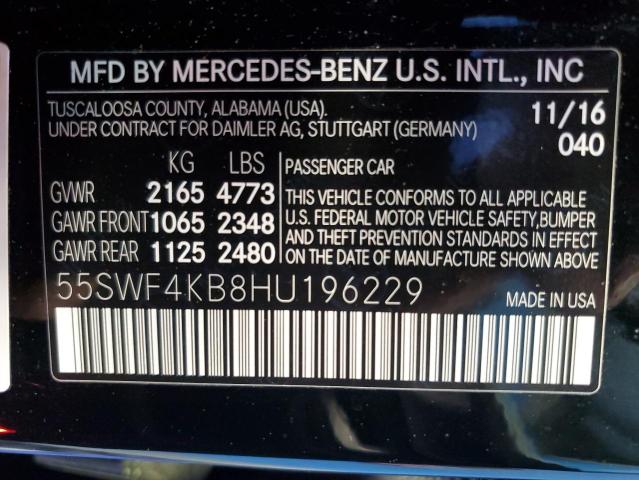 MFD BY MERCEDES-BENZ U.S. INTL., INC
TUSCALOOSA COUNTY, ALABAMA (USA). 11/16
UNDER CONTRACT FOR DAIMLER AG, STUTTGART (GERMANY) 040
KG LBS PASSENGER CAR
GVWR 2165 4773 THIS VEHICLE CONFORMS TO ALL APPLICABLE
GAWR FRONT 1065 2348 U.S. FEDERAL MOTOR VEHICLE SAFETY,BUMPER
AND THEFT PREVENTION STANDARDS IN EFFECT
GAWR REAR 1125 2480 ON THE DATE OF MANUFACTURE SHOWN ABOVE.
55SWF4KB8HU196229 MADE IN USA